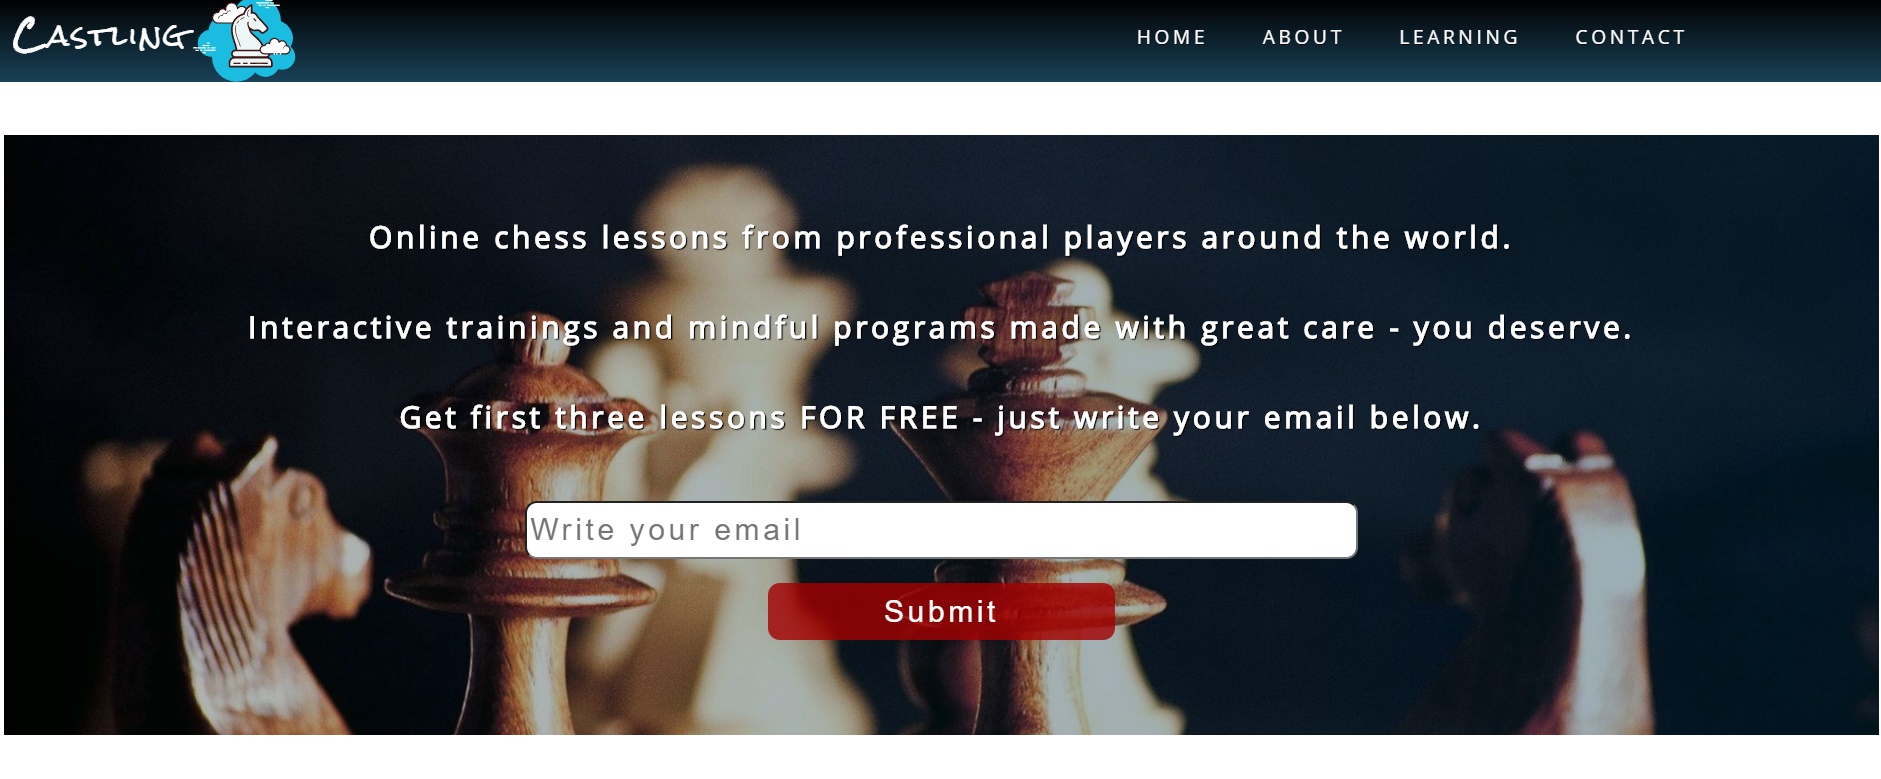 Castling
HOME ABOUT LEARNING CONTACT
Online chess lessons from professional players around the world.
Interactive trainings and mindful programs made with great care - you deserve.
Get first three lessons FOR FREE - just write your email below.
Write your email
Submit